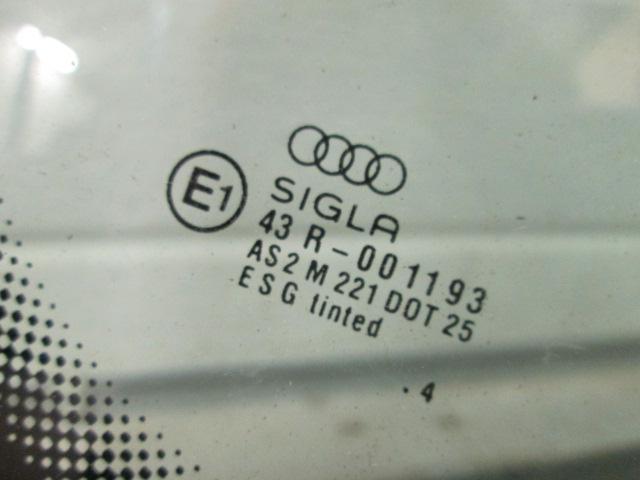 E1
SIGLA
43 R-001193
AS2 M 221 DOT 25
ESG tinted
. 4